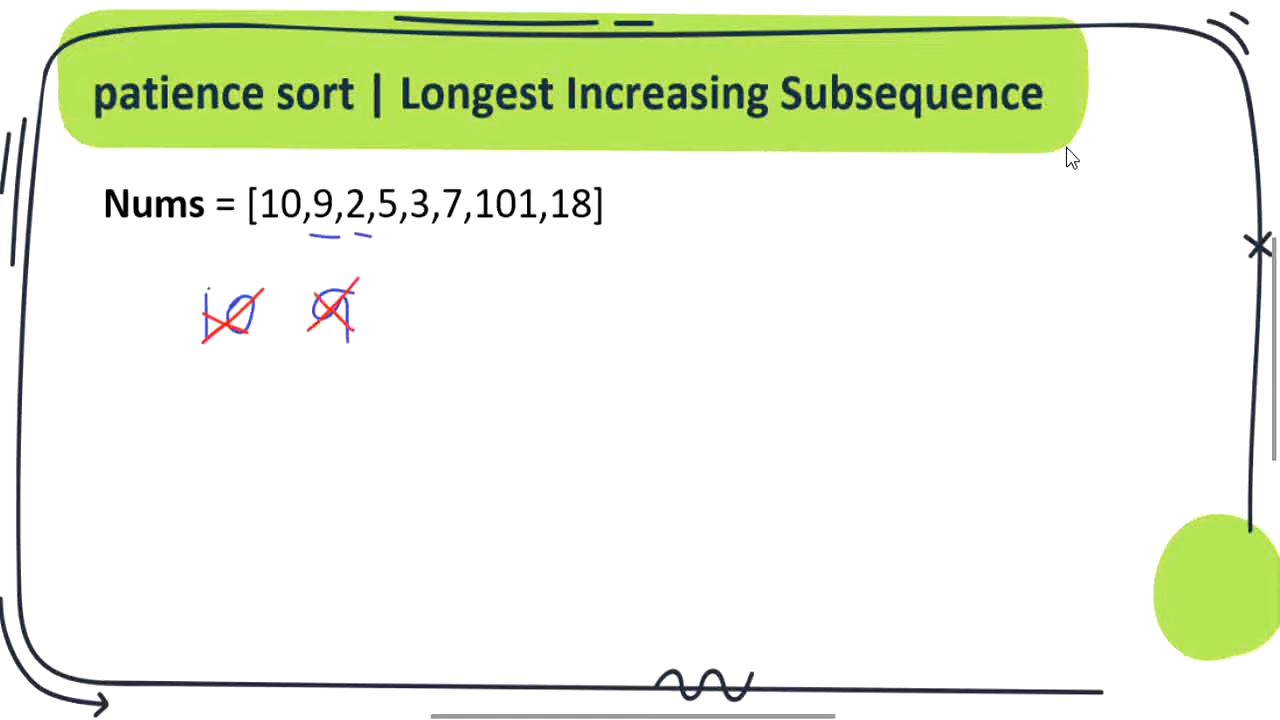 patience sort | Longest Increasing Subsequence
Nums = [10,9,2,5,3,7,101,18]
10 9